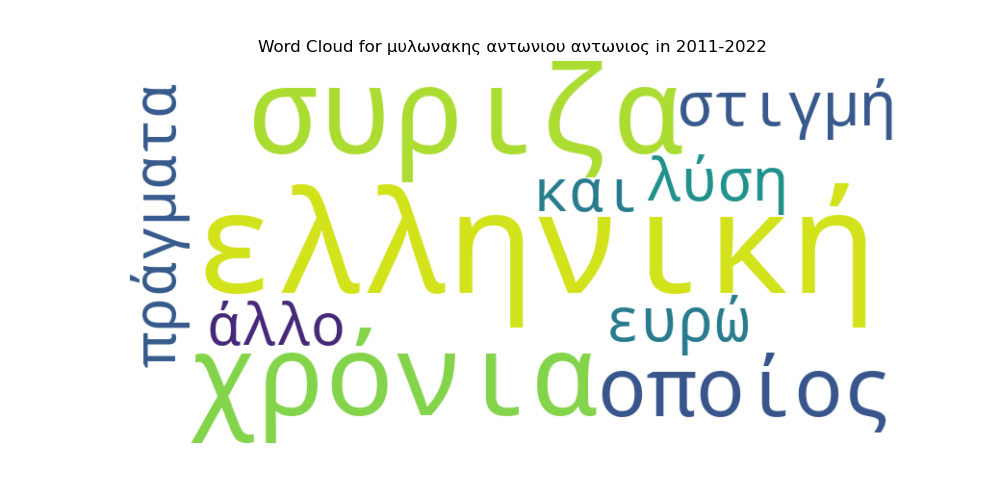 Word Cloud for μυλωνακης αντωνιου αντωνιος in 2011-2022
συριζα
στιγμή
πράγματα
και
λύση
ελληνική
άλλο
ευρώ
χρόνια
οποίος